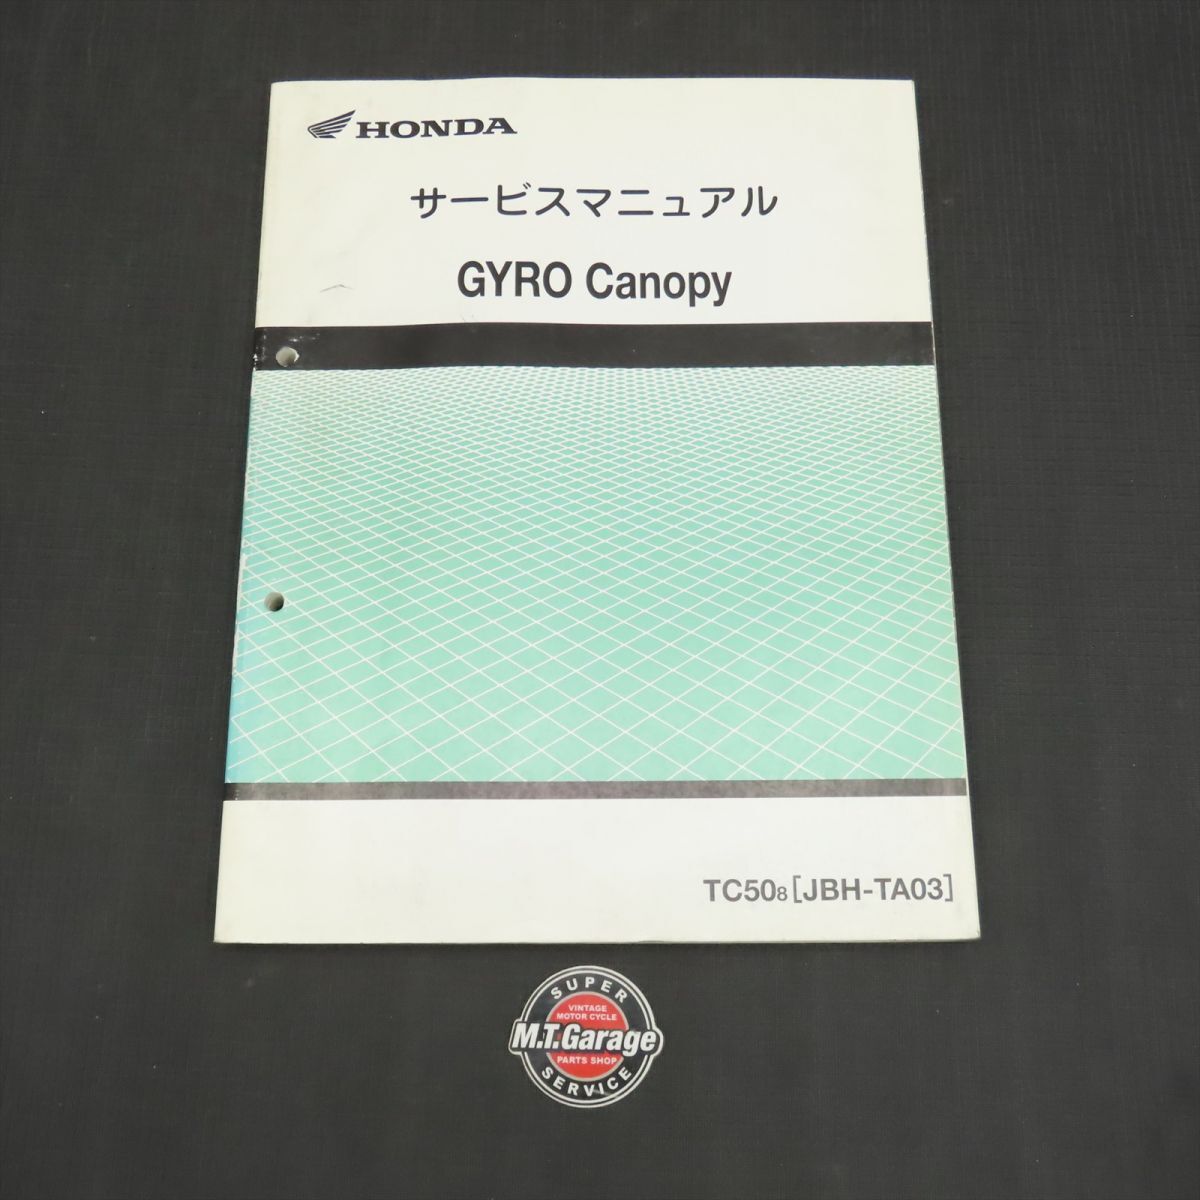 HONDA
サービスマニュアル
GYRO Canopy
TC508［JBH-TA03］
SUPER
VINTAGE
MOTOR CYCLE
M.T.Garage
PARTS SHOP
SERVICE